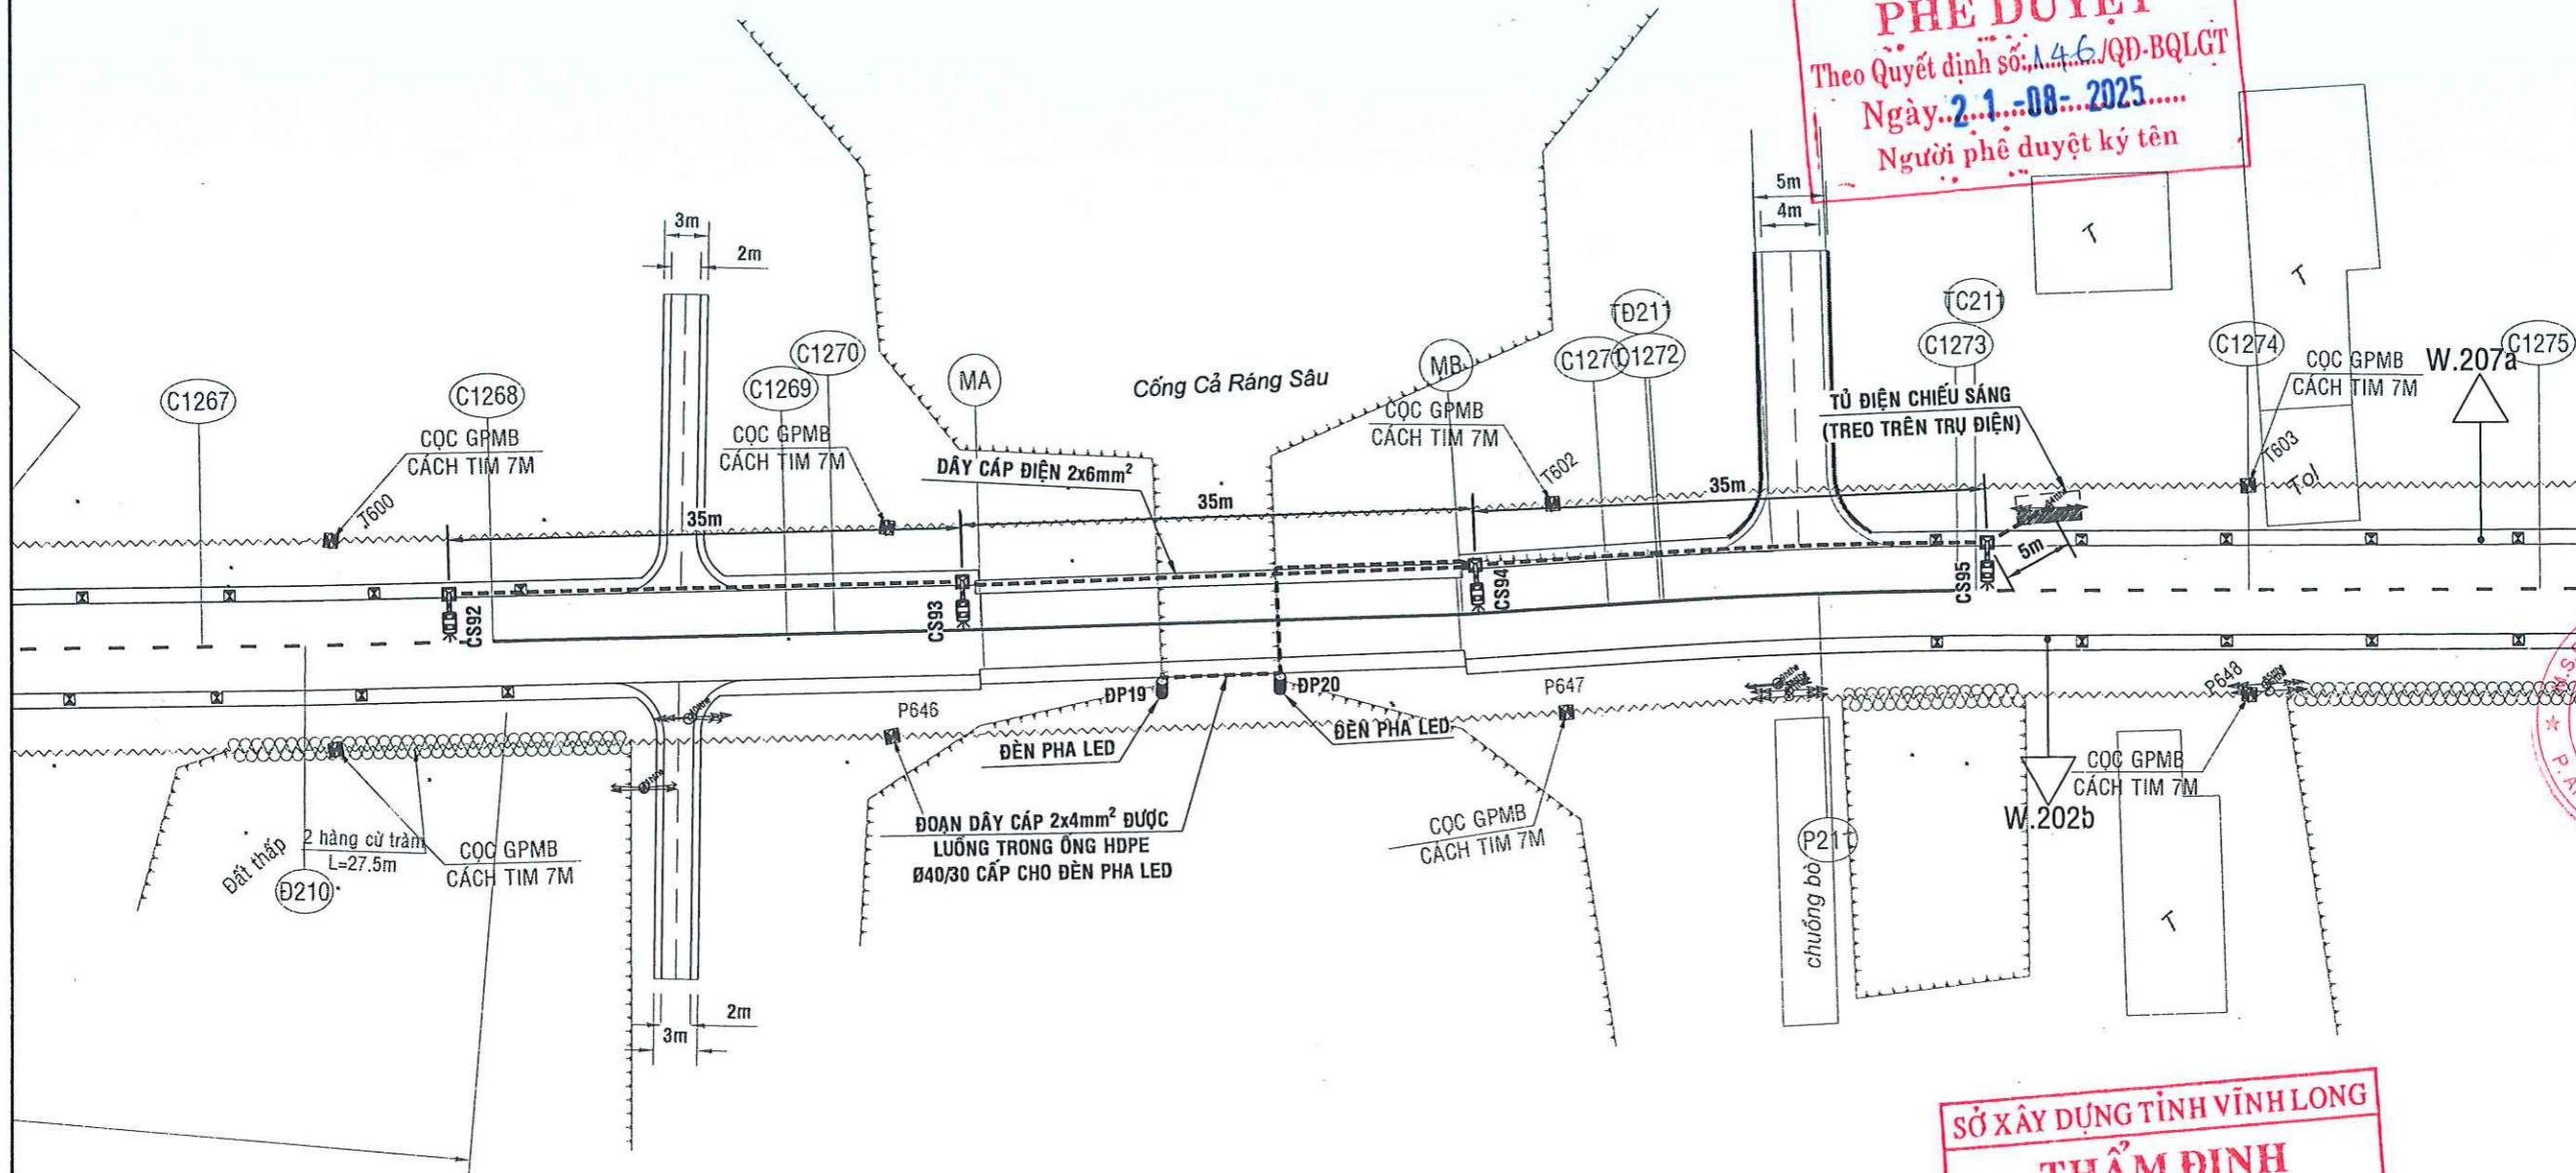 PHÊ DUYỆT
Theo Quyết định số: 146/QĐ-BQLGT
Ngày 21-08-2025
Người phê duyệt ký tên
3m
2m
5m
4m
T
T
C1267
C1268
C1269
C1270
MA
Cống Cả Ráng Sâu
MB
C1271
TĐ211
C1272
C1273
TC211
C1274
C1275
W.207a
CỌC GPMB
CÁCH TIM 7M
CỌC GPMB
CÁCH TIM 7M
CỌC GPMB
CÁCH TIM 7M
CỌC GPMB
CÁCH TIM 7M
TỦ ĐIỆN CHIẾU SÁNG
(TREO TRÊN TRỤ ĐIỆN)
DÂY CÁP ĐIỆN 2x6mm²
T600
T602
T603
Tol
35m
35m
35m
5m
CS92
CS93
CS94
CS95
ĐP19
ĐP20
P646
P647
P648
ĐÈN PHA LED
ĐÈN PHA LED
ĐOẠN DÂY CÁP 2x4mm² ĐƯỢC
LUỒNG TRONG ỐNG HDPE
Ø40/30 CẤP CHO ĐÈN PHA LED
CỌC GPMB
CÁCH TIM 7M
CỌC GPMB
CÁCH TIM 7M
W.202b
P211
chuồng bò
T
Đất thấp
2 hàng cừ tràm
L=27.5m
Đ210
CỌC GPMB
CÁCH TIM 7M
2m
3m
M.S
P.A
SỞ XÂY DỰNG TỈNH VĨNH LONG
THẨM ĐỊNH